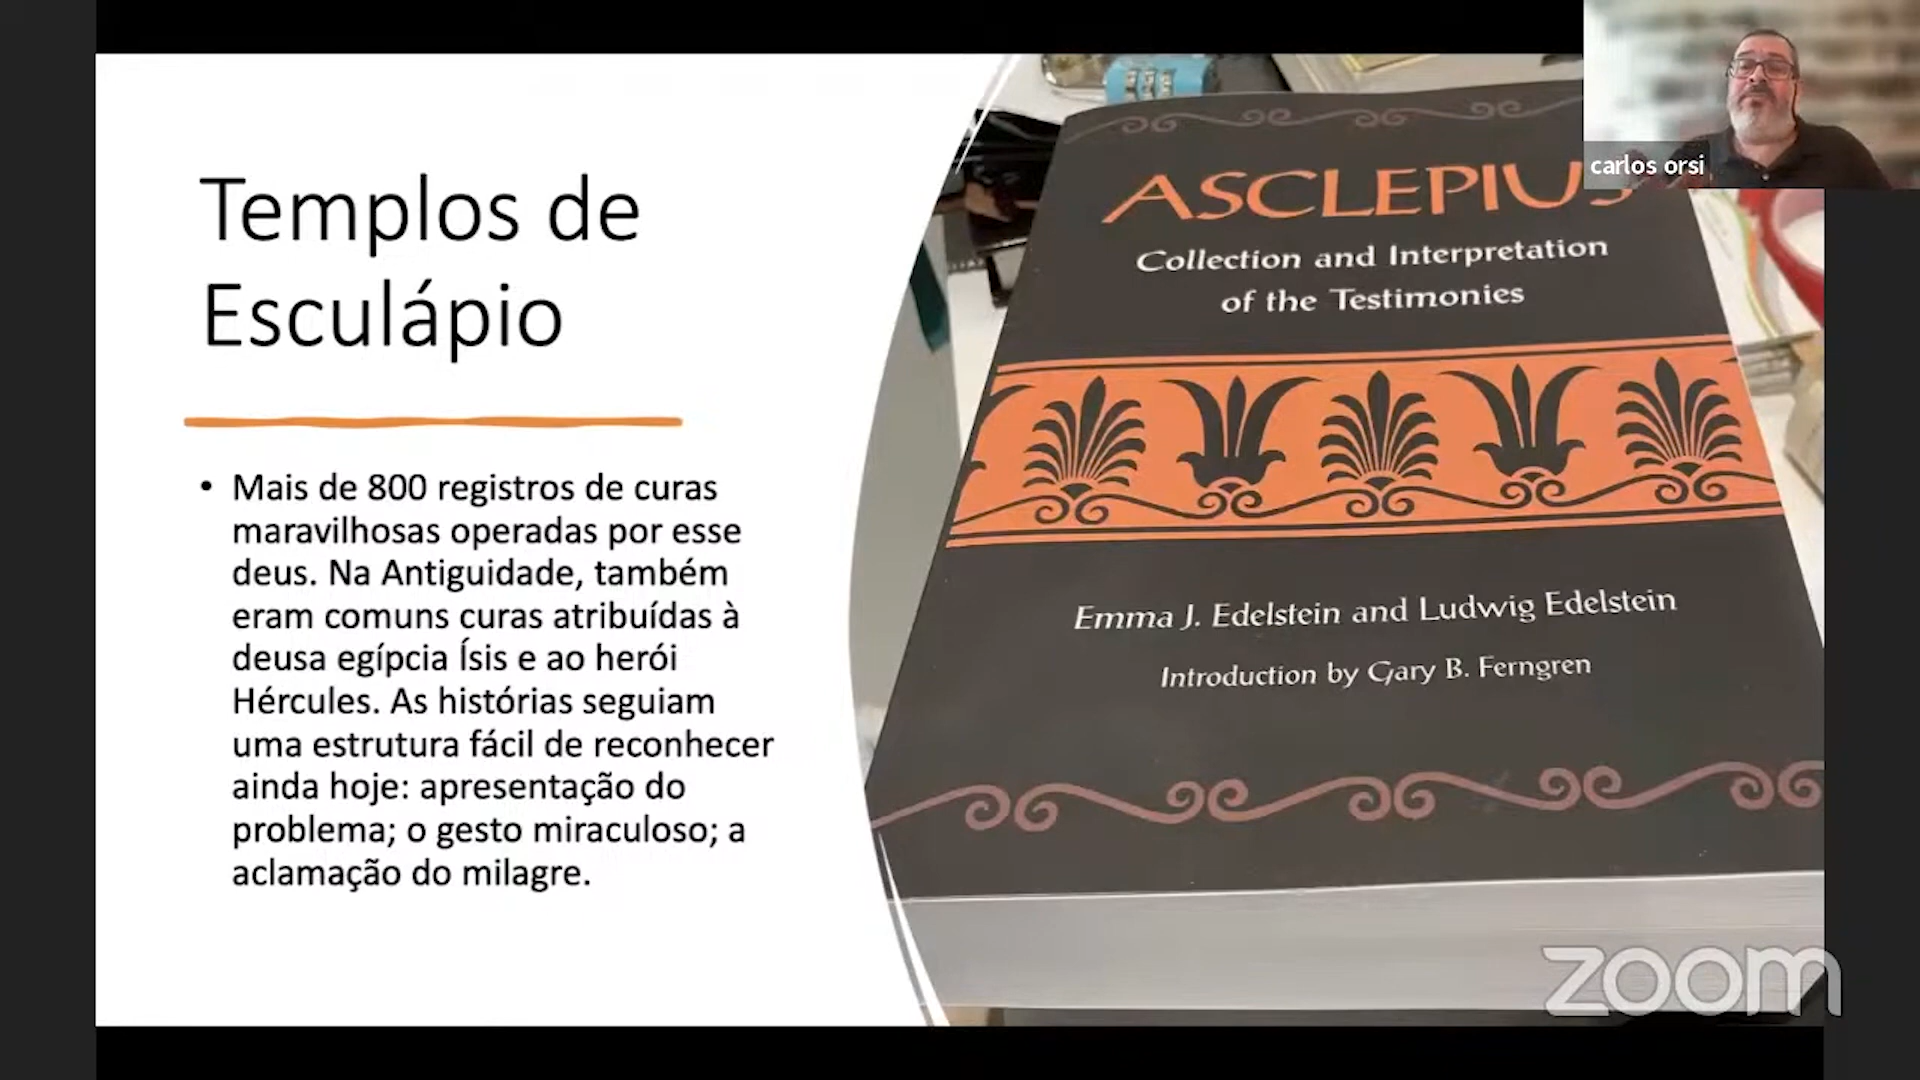 Templos de
Esculápio
• Mais de 800 registros de curas
maravilhosas operadas por esse
deus. Na Antiguidade, também
eram comuns curas atribuídas à
deusa egípcia Ísis e ao herói
Hércules. As histórias seguiam
uma estrutura fácil de reconhecer
ainda hoje: apresentação do
problema; o gesto miraculoso; a
aclamação do milagre.
ASCLEPIUS
Collection and Interpretation
of the Testimonies
Emma J. Edelstein and Ludwig Edelstein
Introduction by Gary B. Ferngren
carlos orsi
zoom